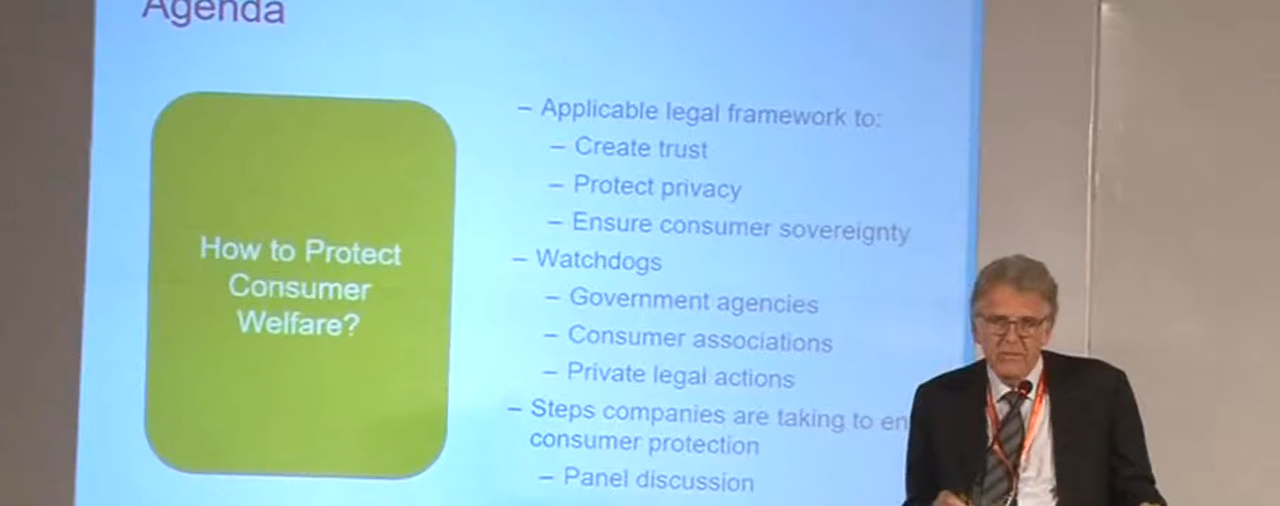 Agenda
How to Protect
Consumer
Welfare?
– Applicable legal framework to:
– Create trust
– Protect privacy
– Ensure consumer sovereignty
– Watchdogs
– Government agencies
– Consumer associations
– Private legal actions
– Steps companies are taking to
consumer protection
– Panel discussion